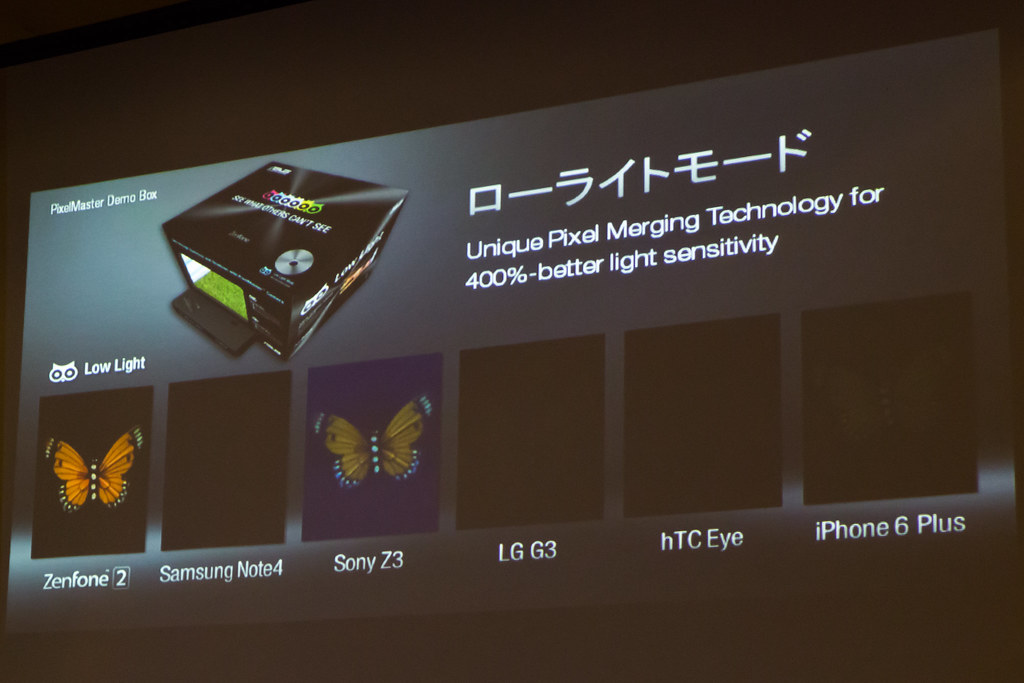 PixelMaster Demo Box
SEE WHAT OTHERS CAN'T SEE
Low Light
ローライトモード
Unique Pixel Merging Technology for
400%-better light sensitivity
Low Light
Zenfone 2
Samsung Note4
Sony Z3
LG G3
hTC Eye
iPhone 6 Plus